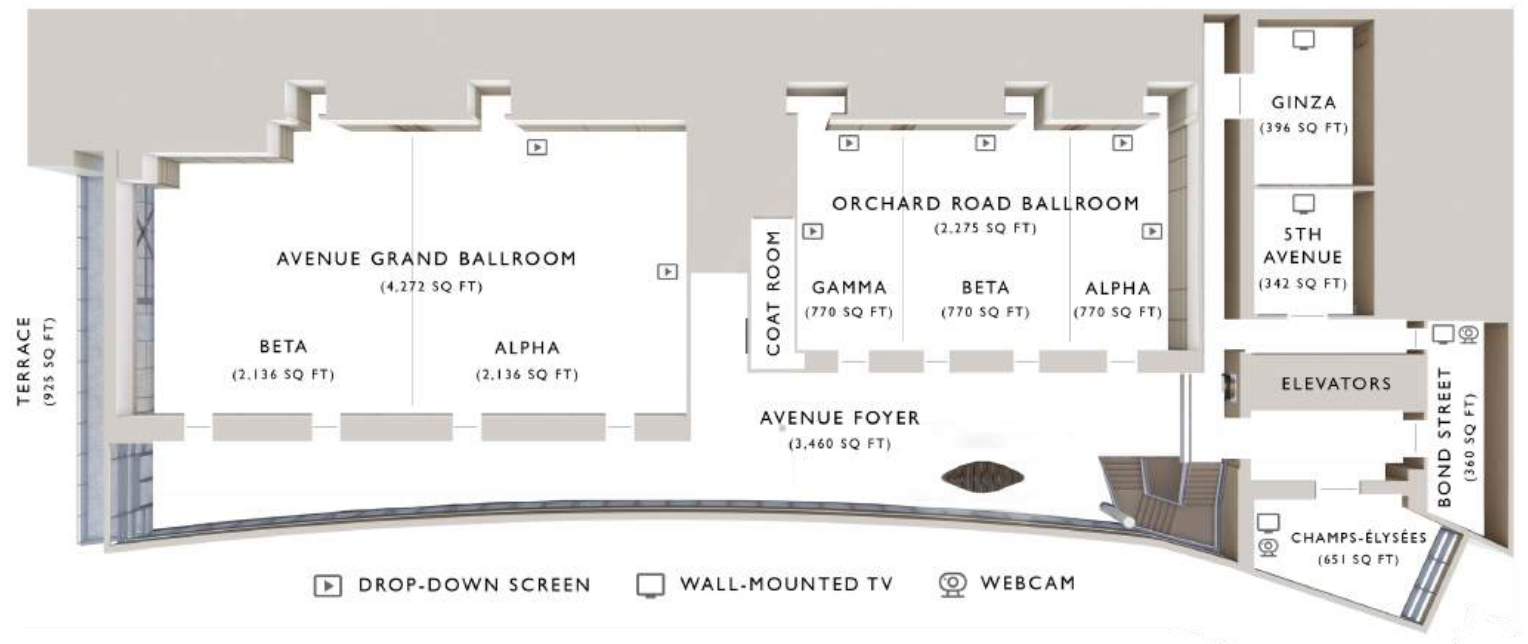 GINZA
(396 SQ FT)
ORCHARD ROAD BALLROOM
(2,275 SQ FT)
5TH
AVENUE
(342 SQ FT)
AVENUE GRAND BALLROOM
(4,272 SQ FT)
COAT ROOM
GAMMA
(770 SQ FT)
BETA
(770 SQ FT)
ALPHA
(770 SQ FT)
TERRACE
(925 SQ FT)
BETA
(2,136 SQ FT)
ALPHA
(2,136 SQ FT)
ELEVATORS
BOND STREET
(360 SQ FT)
AVENUE FOYER
(3,460 SQ FT)
CHAMPS-ÉLYSÉES
(651 SQ FT)
DROP-DOWN SCREEN
WALL-MOUNTED TV
WEBCAM